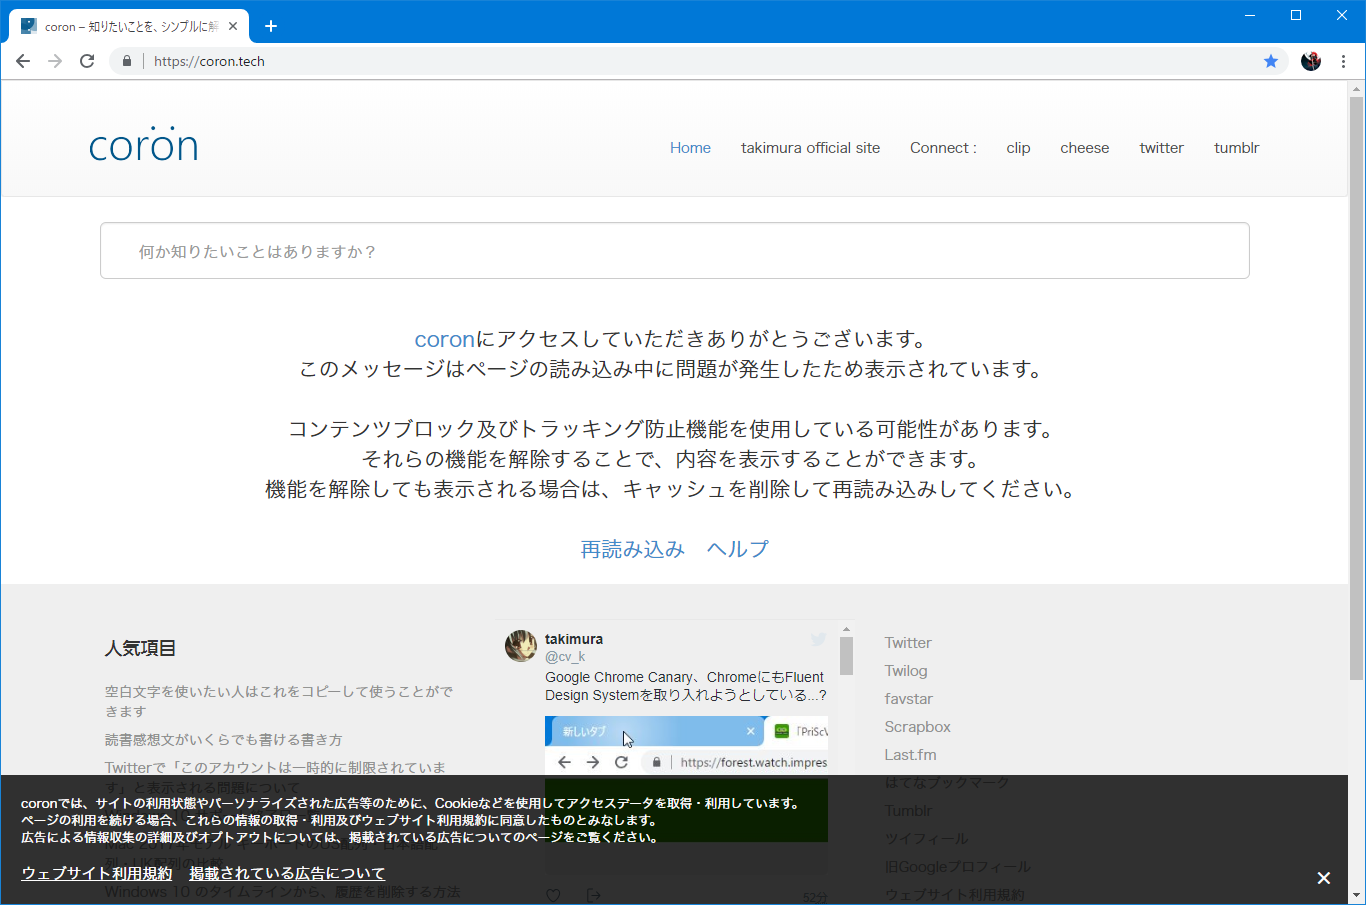 coron – 知りたいことを、シンプルに解
https://coron.tech
corön
Home takimura official site Connect : clip cheese twitter tumblr
何か知りたいことはありますか？
coronにアクセスしていただきありがとうございます。
このメッセージはページの読み込み中に問題が発生したため表示されています。
コンテンツブロック及びトラッキング防止機能を使用している可能性があります。
それらの機能を解除することで、内容を表示することができます。
機能を解除しても表示される場合は、キャッシュを削除して再読み込みしてください。
再読み込み ヘルプ
人気項目
空白文字を使いたい人はこれをコピーして使うことがで
きます
読書感想文がいくらでも書ける書き方
Twitterで「このアカウントは一時的に制限されていま
す」と表示される問題について
列・UK配列の比較
Windows 10 のタイムラインから、履歴を削除する方法
takimura
@cv_k
Google Chrome Canary、ChromeにもFluent
Design Systemを取り入れようとしている...?
新しいタブ
「PriScv
https://forest.watch.impres
52分
Twitter
Twilog
favstar
Scrapbox
Last.fm
はてなブックマーク
Tumblr
ツイフィール
旧Googleプロフィール
ウェブサイト利用規約
coronでは、サイトの利用状態やパーソナライズされた広告等のために、Cookieなどを使用してアクセスデータを取得・利用しています。
ページの利用を続ける場合、これらの情報の取得・利用及びウェブサイト利用規約に同意したものとみなします。
広告による情報収集の詳細及びオプトアウトについては、掲載されている広告についてのページをご覧ください。
ウェブサイト利用規約 掲載されている広告について